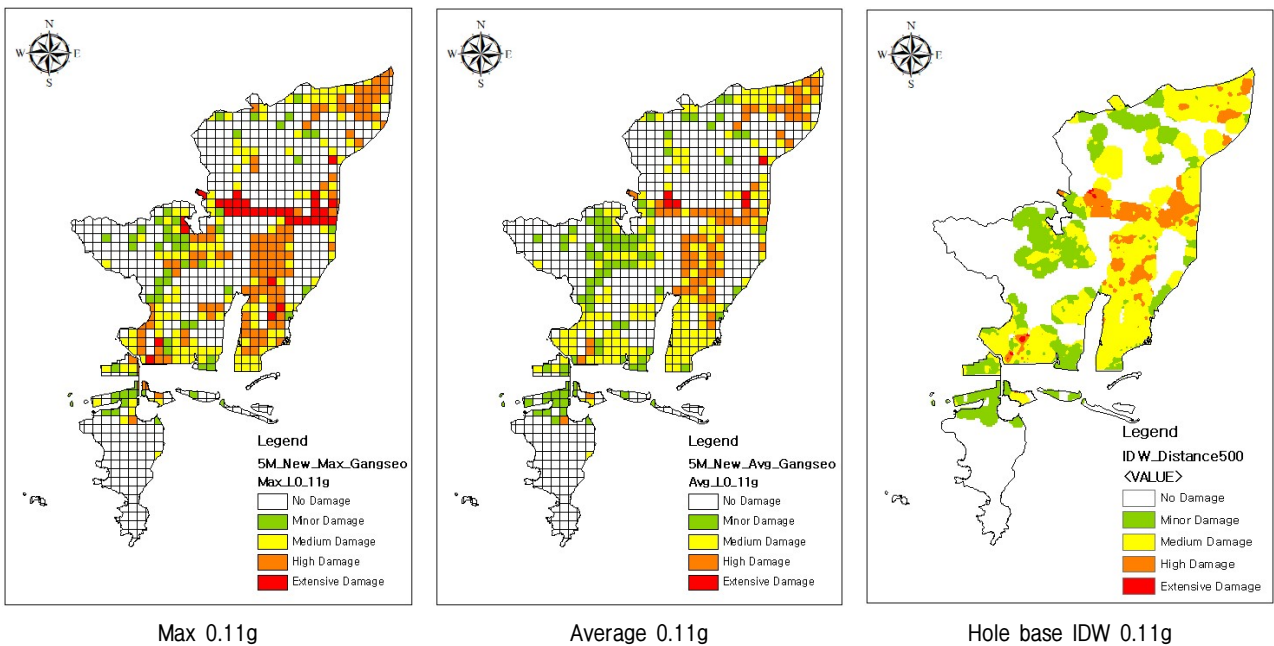 N
W E
S
Legend
5M_New_Max_Gangseo
Max_L0_11g
No Damage
Minor Damage
Medium Damage
High Damage
Extensive Damage
N
W E
S
Legend
5M_New_Avg_Gangseo
Avg_L0_11g
No Damage
Minor Damage
Medium Damage
High Damage
Extensive Damage
N
W E
S
Legend
IDW_Distance500
<VALUE>
No Damage
Minor Damage
Medium Damage
High Damage
Extensive Damage
Max 0.11g
Average 0.11g
Hole base IDW 0.11g